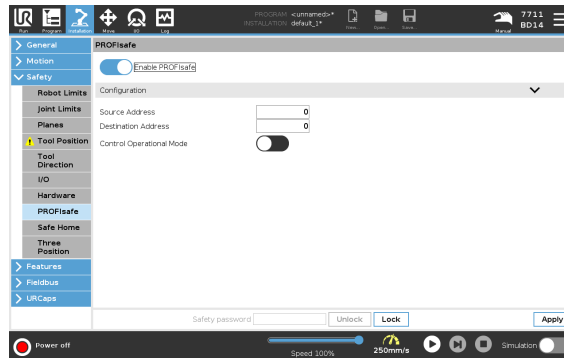 PROGRAM <unnamed>*
INSTALLATION default_1*
Run Program Installation Move I/O Log New... Open... Save... Manual
7711
BD14
General
Motion
Safety
Robot Limits
Joint Limits
Planes
Tool Position
Tool
Direction
I/O
Hardware
PROFIsafe
Safe Home
Three
Position
Features
Fieldbus
URCaps
PROFIsafe
Enable PROFIsafe
Configuration
Source Address 0
Destination Address 0
Control Operational Mode
Safety password Unlock Lock Apply
Power off
Speed 100%
250mm/s
Simulation